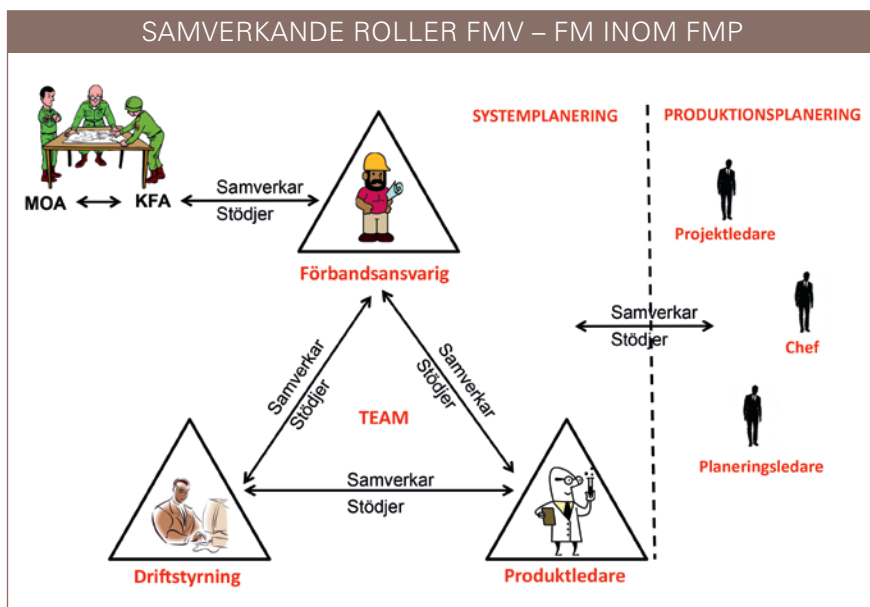 SAMVERKANDE ROLLER FMV – FM INOM FMP
SYSTEMPLANERING
PRODUKTIONSPLANERING
MOA
KFA
Samverkar
Stödjer
Förbandsansvarig
Projektledare
Samverkar
Stödjer
Chef
Samverkar
Stödjer
Samverkar
Stödjer
TEAM
Planeringsledare
Samverkar
Stödjer
Driftstyrning
Produktledare